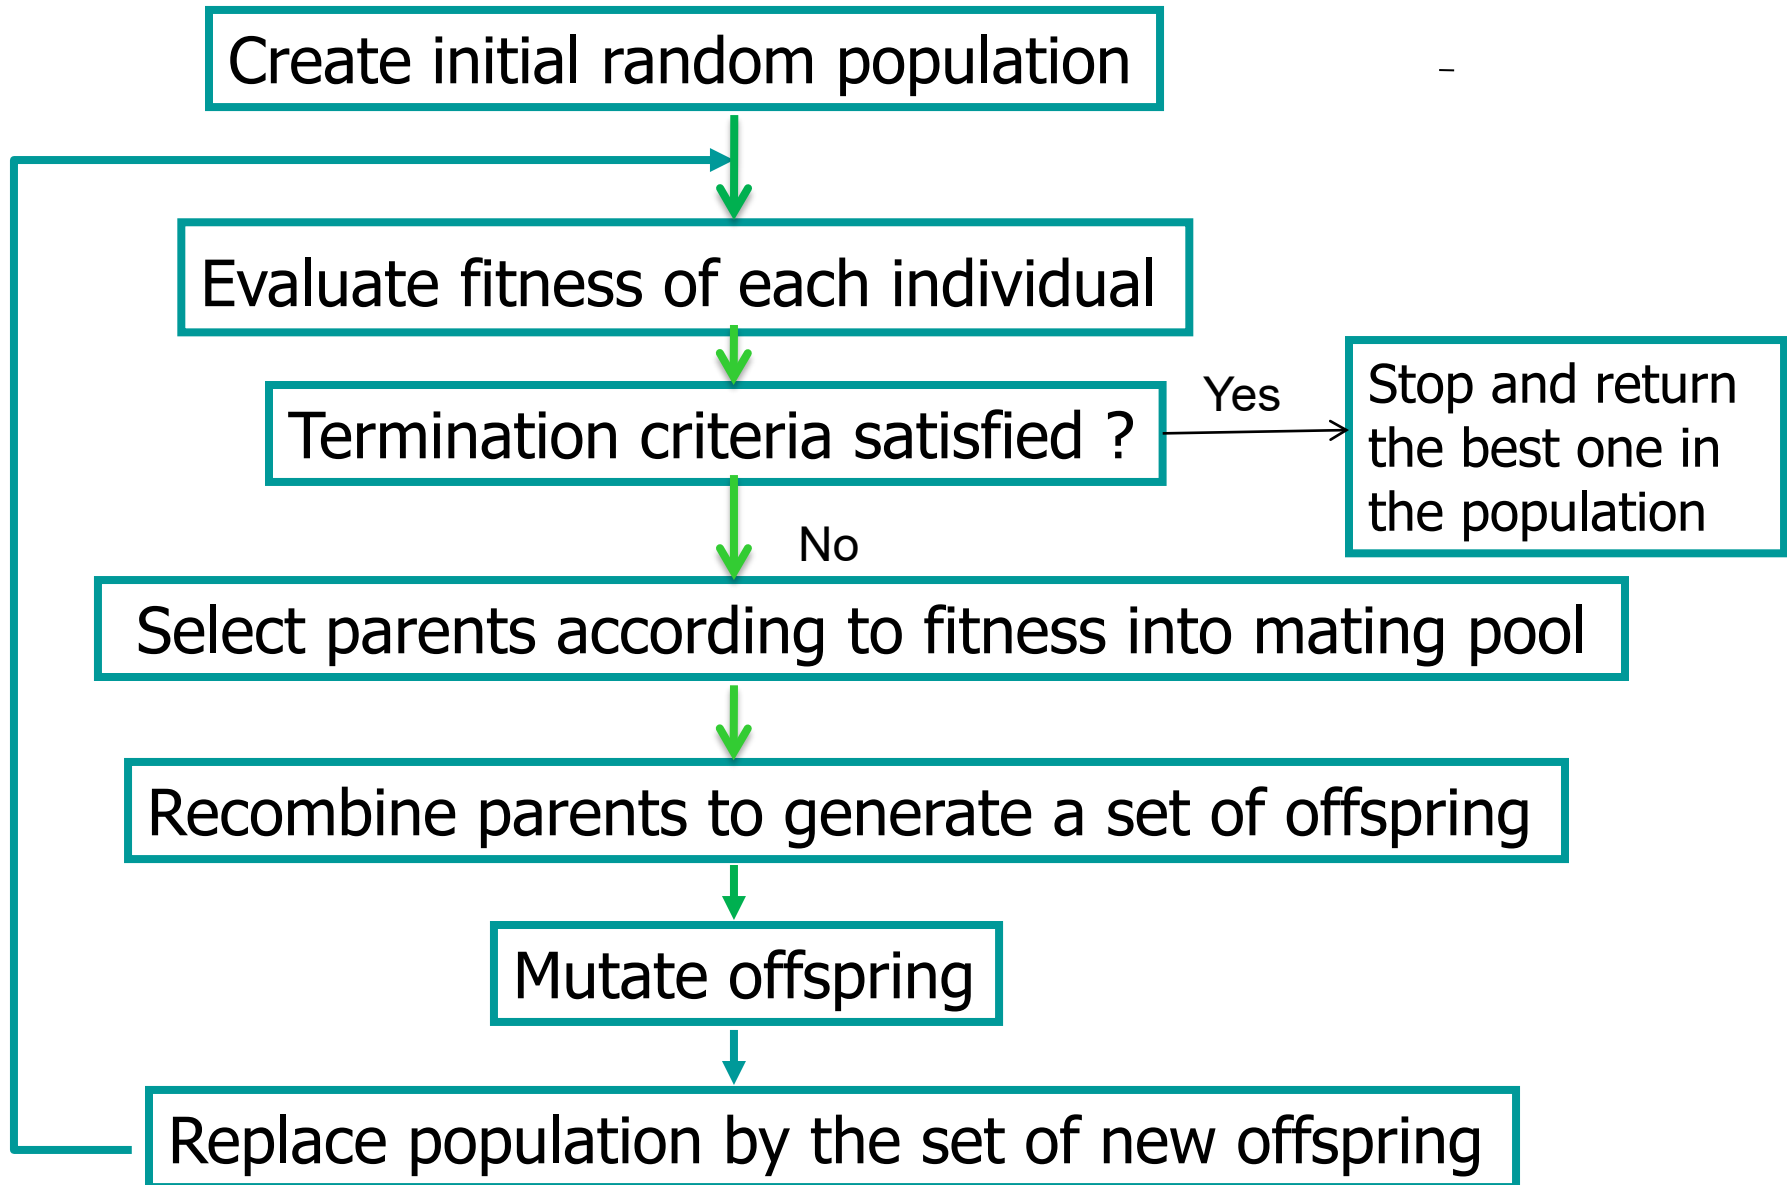 Create initial random population
Evaluate fitness of each individual
Termination criteria satisfied ?
Yes
Stop and return
the best one in
the population
No
Select parents according to fitness into mating pool
Recombine parents to generate a set of offspring
Mutate offspring
Replace population by the set of new offspring